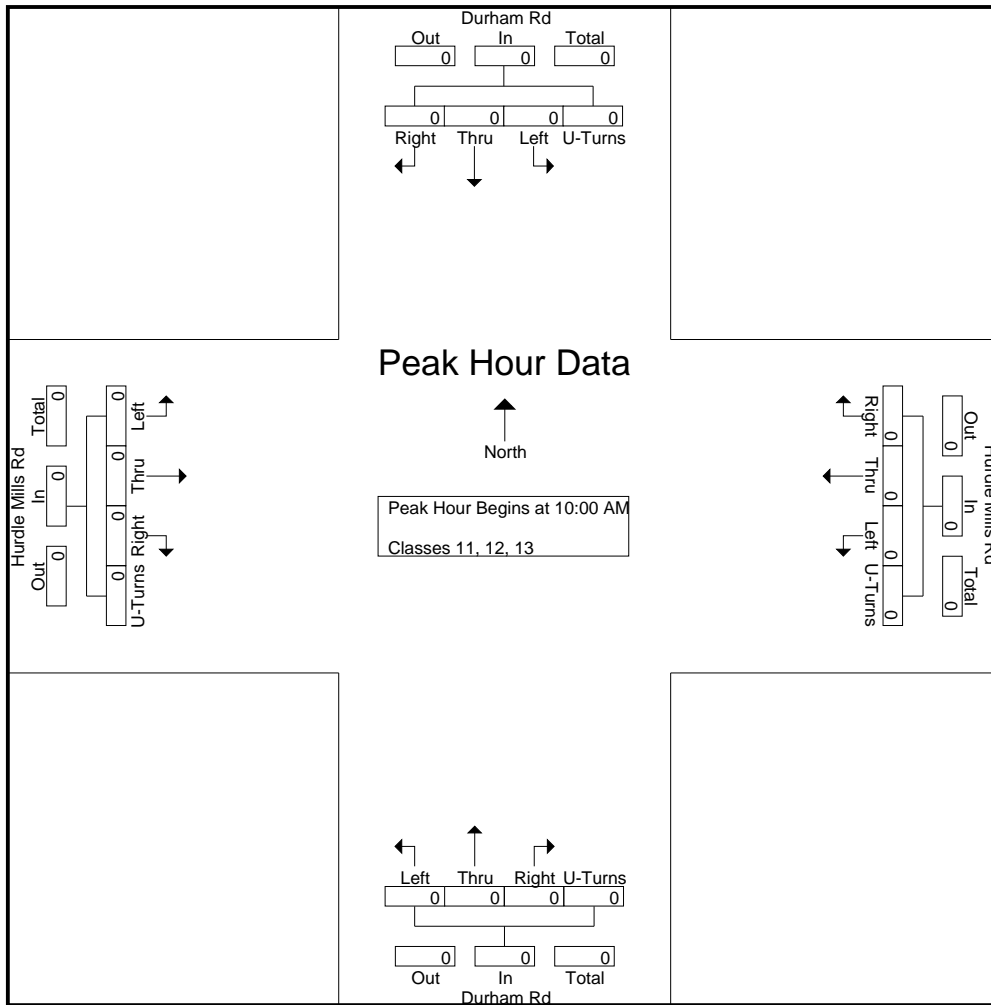 Durham Rd
Out In Total
0 0 0
0 0 0 0
Right Thru Left U-Turns
Peak Hour Data
North
Peak Hour Begins at 10:00 AM
Classes 11, 12, 13
Hurdle Mills Rd
Out In Total
0 0 0
0 0 0 0
U-Turns Right Thru Left
Hurdle Mills Rd
Out In Total
0 0 0
0 0 0 0
Right Thru Left U-Turns
Left Thru Right U-Turns
0 0 0 0
0 0 0
Out In Total
Durham Rd